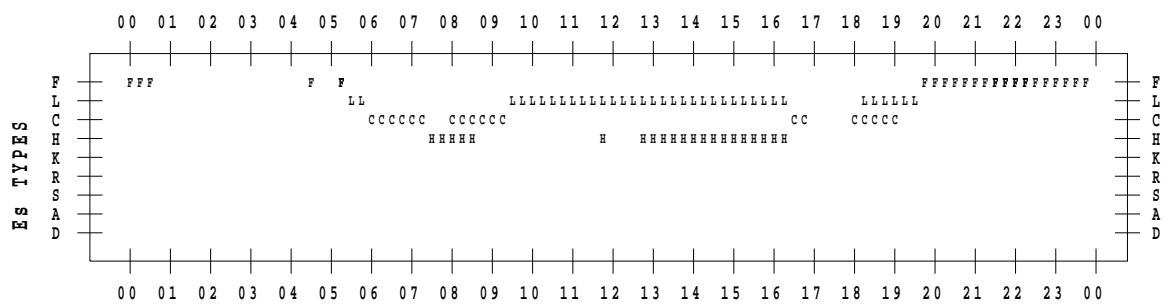 00 01 02 03 04 05 06 07 08 09 10 11 12 13 14 15 16 17 18 19 20 21 22 23 00
F FFF F F FFFFFFFFFFFFFFFFF F
L LL LLLLLLLLLLLLLLLLLLLLLLLLLLLL LLLLLL L
C CCCCCC CCCCCC CC CCCCC C
H HHHHH H HHHHHHHHHHHHHHH H
K K
R R
S S
A A
D D
Es TYPES
00 01 02 03 04 05 06 07 08 09 10 11 12 13 14 15 16 17 18 19 20 21 22 23 00